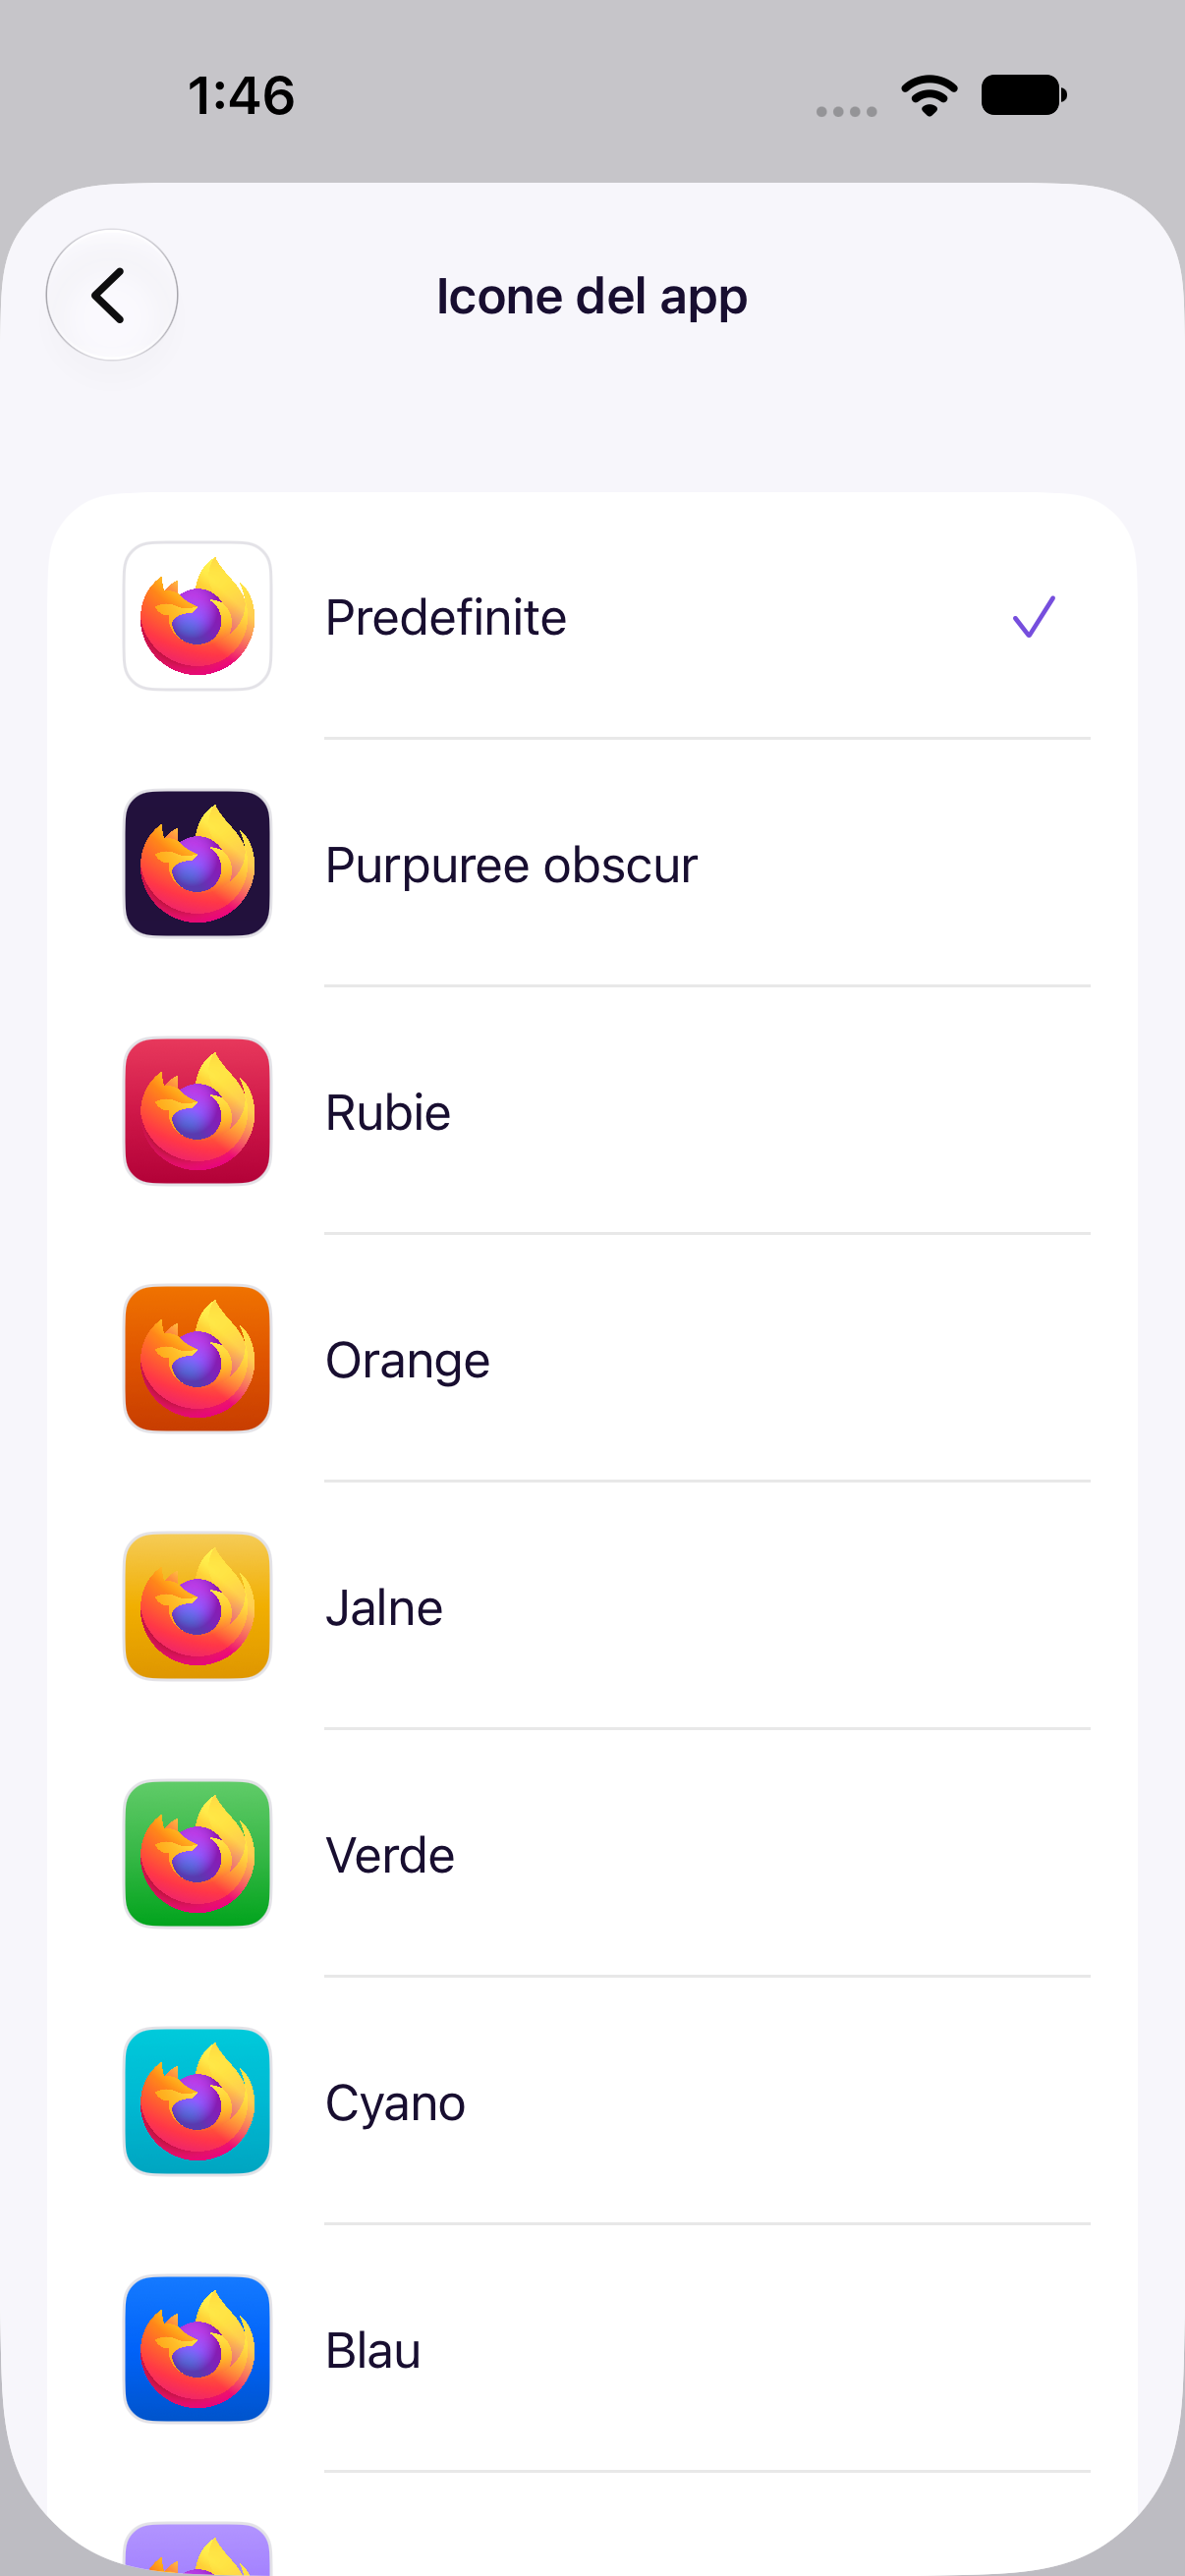 1:46
Icone del app
Predefinite
Purpuree obscur
Rubie
Orange
Jalne
Verde
Cyano
Blau